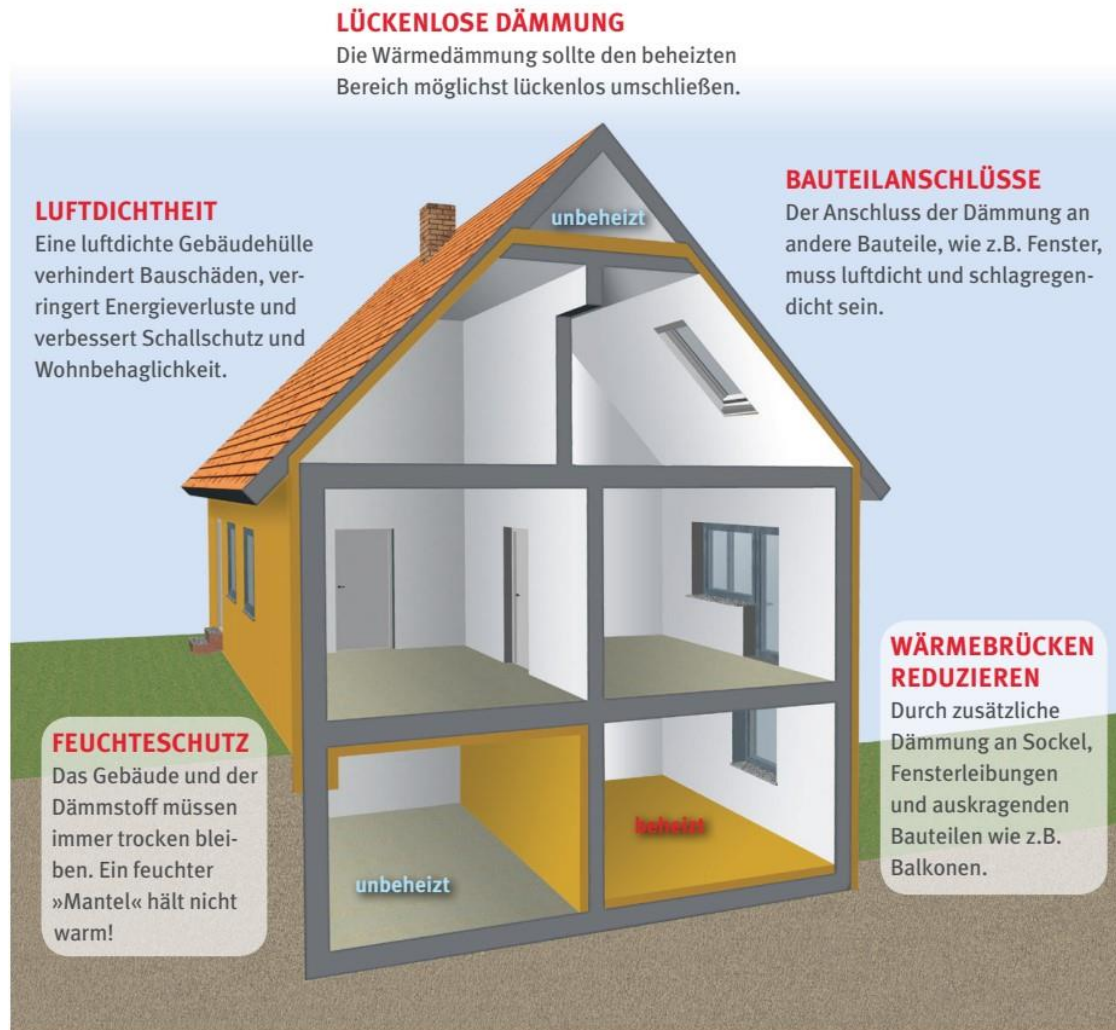 LÜCKENLOSE DÄMMUNG
Die Wärmedämmung sollte den beheizten
Bereich möglichst lückenlos umschließen.
LUFTDICHTHEIT
Eine luftdichte Gebäudehülle
verhindert Bauschäden, ver-
ringert Energieverluste und
verbessert Schallschutz und
Wohnbehaglichkeit.
unbeheizt
BAUTEILANSCHLÜSSE
Der Anschluss der Dämmung an
andere Bauteile, wie z.B. Fenster,
muss luftdicht und schlagregen-
dicht sein.
FEUCHTESCHUTZ
Das Gebäude und der
Dämmstoff müssen
immer trocken blei-
ben. Ein feuchter
»Mantel« hält nicht
warm!
unbeheizt
beheizt
WÄRMEBRÜCKEN
REDUZIEREN
Durch zusätzliche
Dämmung an Sockel,
Fensterleibungen
und auskragenden
Bauteilen wie z.B.
Balkonen.